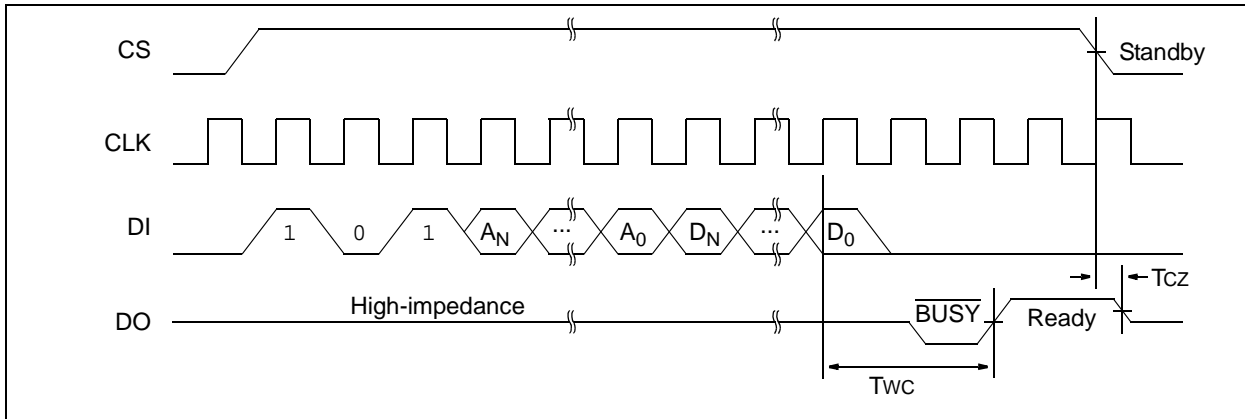 CS
Standby
CLK
DI
1 0 1 AN ... A0 DN ... D0
TCZ
High-impedance
DO
BUSY
Ready
TWC